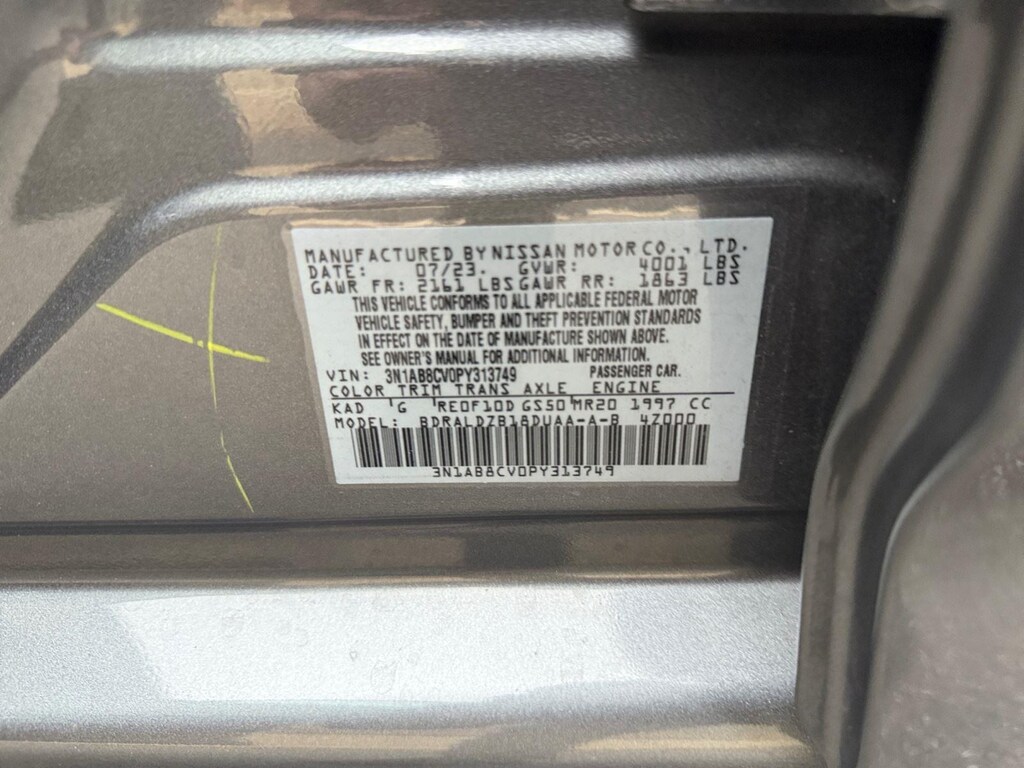 MANUFACTURED BY NISSAN MOTOR CO., LTD.
DATE: 07/23. GVWR: 4001 LBS
GAWR FR: 2161 LBS GAWR RR: 1863 LBS
THIS VEHICLE CONFORMS TO ALL APPLICABLE FEDERAL MOTOR
VEHICLE SAFETY, BUMPER AND THEFT PREVENTION STANDARDS
IN EFFECT ON THE DATE OF MANUFACTURE SHOWN ABOVE.
SEE OWNER'S MANUAL FOR ADDITIONAL INFORMATION.
VIN: 3N1AB8CV0PY313749 PASSENGER CAR.
COLOR TRIM TRANS AXLE ENGINE
KAD G RE0F10D GS50 MR20 1997 CC
MODEL: BDRALDZB18DUAA-A-B 4Z000
3N1AB8CV0PY313749